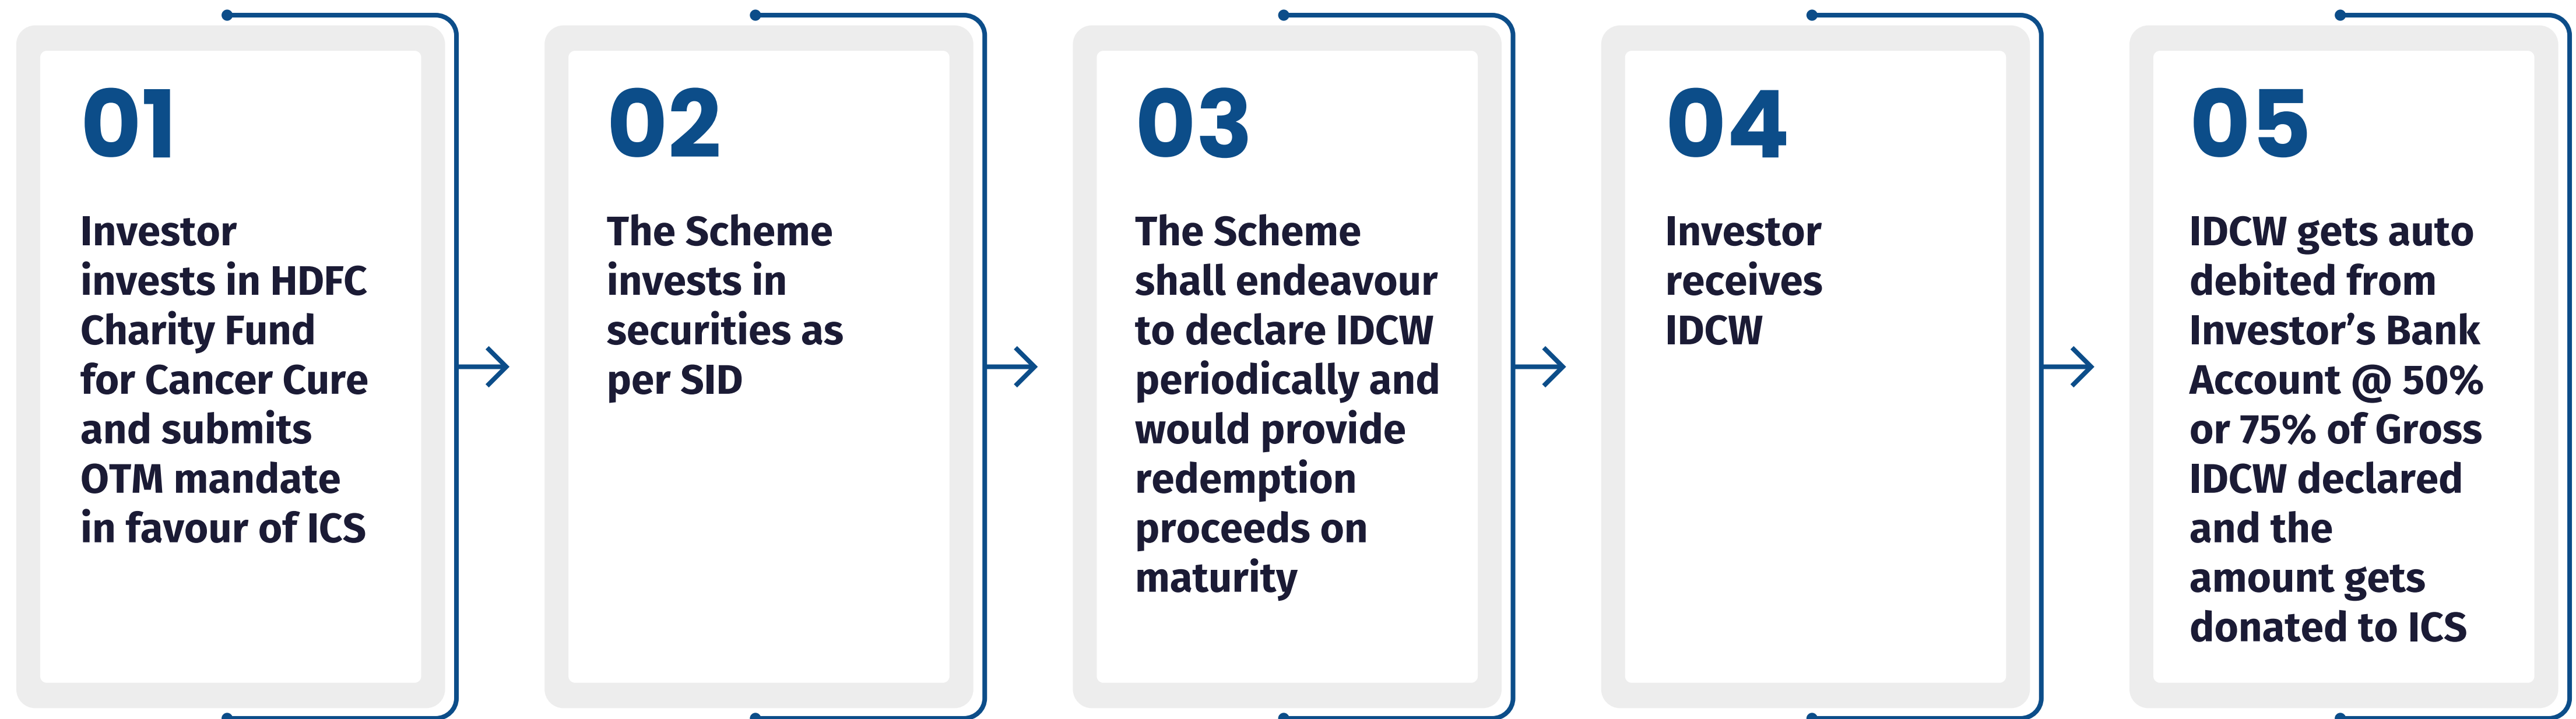 01
Investor
invests in HDFC
Charity Fund
for Cancer Cure
and submits
OTM mandate
in favour of ICS
02
The Scheme
invests in
securities as
per SID
03
The Scheme
shall endeavour
to declare IDCW
periodically and
would provide
redemption
proceeds on
maturity
04
Investor
receives
IDCW
05
IDCW gets auto
debited from
Investor’s Bank
Account @ 50%
or 75% of Gross
IDCW declared
and the
amount gets
donated to ICS